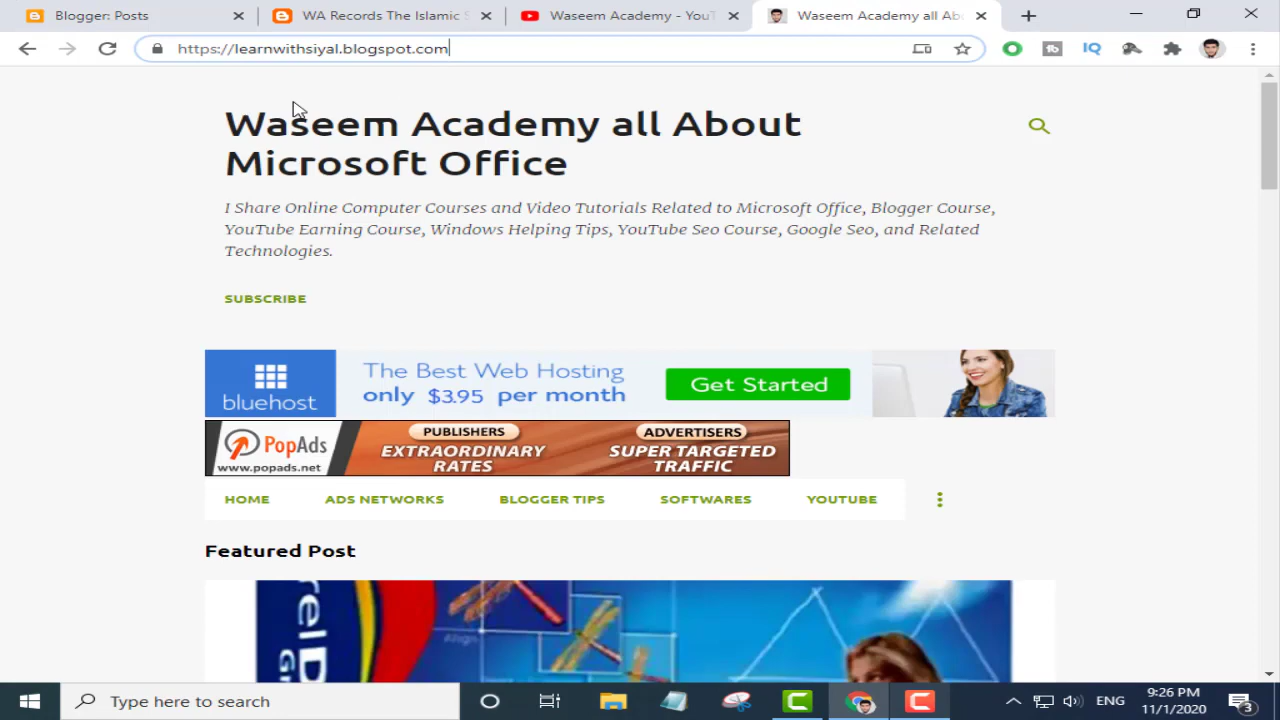 Blogger: Posts
WA Records The Islamic S
Waseem Academy - YouT
Waseem Academy all Abo
https://learnwithsiyal.blogspot.com
IQ
Waseem Academy all About
Microsoft Office
I Share Online Computer Courses and Video Tutorials Related to Microsoft Office, Blogger Course,
YouTube Earning Course, Windows Helping Tips, YouTube Seo Course, Google Seo, and Related
Technologies.
SUBSCRIBE
bluehost
The Best Web Hosting
only $3.95 per month
Get Started
PopAds
www.popads.net
PUBLISHERS
EXTRAORDINARY
RATES
ADVERTISERS
SUPER TARGETED
TRAFFIC
HOME
ADS NETWORKS
BLOGGER TIPS
SOFTWARES
YOUTUBE
Featured Post
Align
Type here to search
ENG
9:26 PM
11/1/2020
3